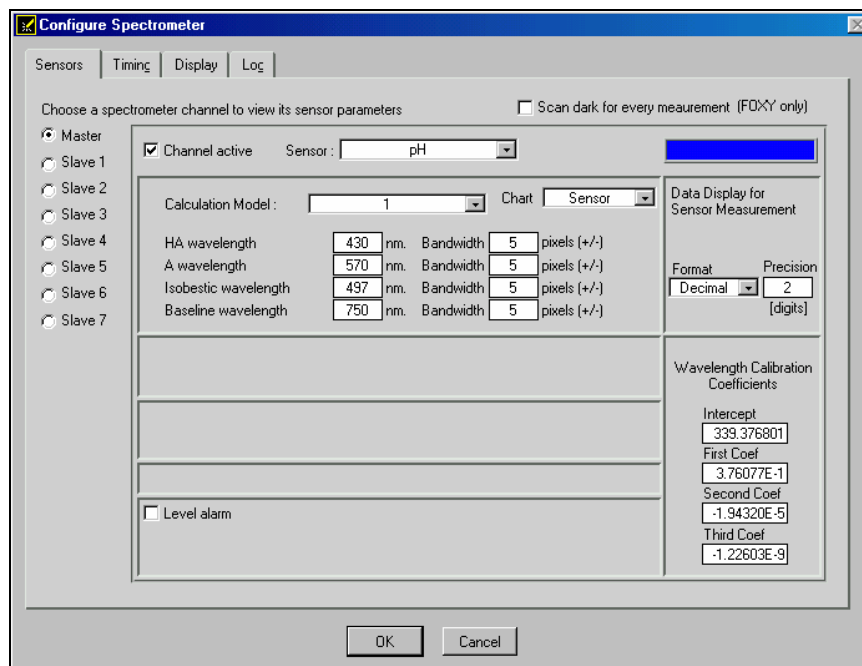 Configure Spectrometer
Sensors Timing Display Log
Choose a spectrometer channel to view its sensor parameters
Scan dark for every meaurement (FOXY only)
Master
Slave 1
Slave 2
Slave 3
Slave 4
Slave 5
Slave 6
Slave 7
Channel active Sensor : pH
Calculation Model : 1 Chart Sensor
HA wavelength 430 nm. Bandwidth 5 pixels (+/-)
A wavelength 570 nm. Bandwidth 5 pixels (+/-)
Isobestic wavelength 497 nm. Bandwidth 5 pixels (+/-)
Baseline wavelength 750 nm. Bandwidth 5 pixels (+/-)
Data Display for
Sensor Measurement
Format Precision
Decimal 2
[digits]
Wavelength Calibration
Coefficients
Intercept
339.376801
First Coef
3.76077E-1
Second Coef
-1.94320E-5
Third Coef
-1.22603E-9
Level alarm
OK Cancel